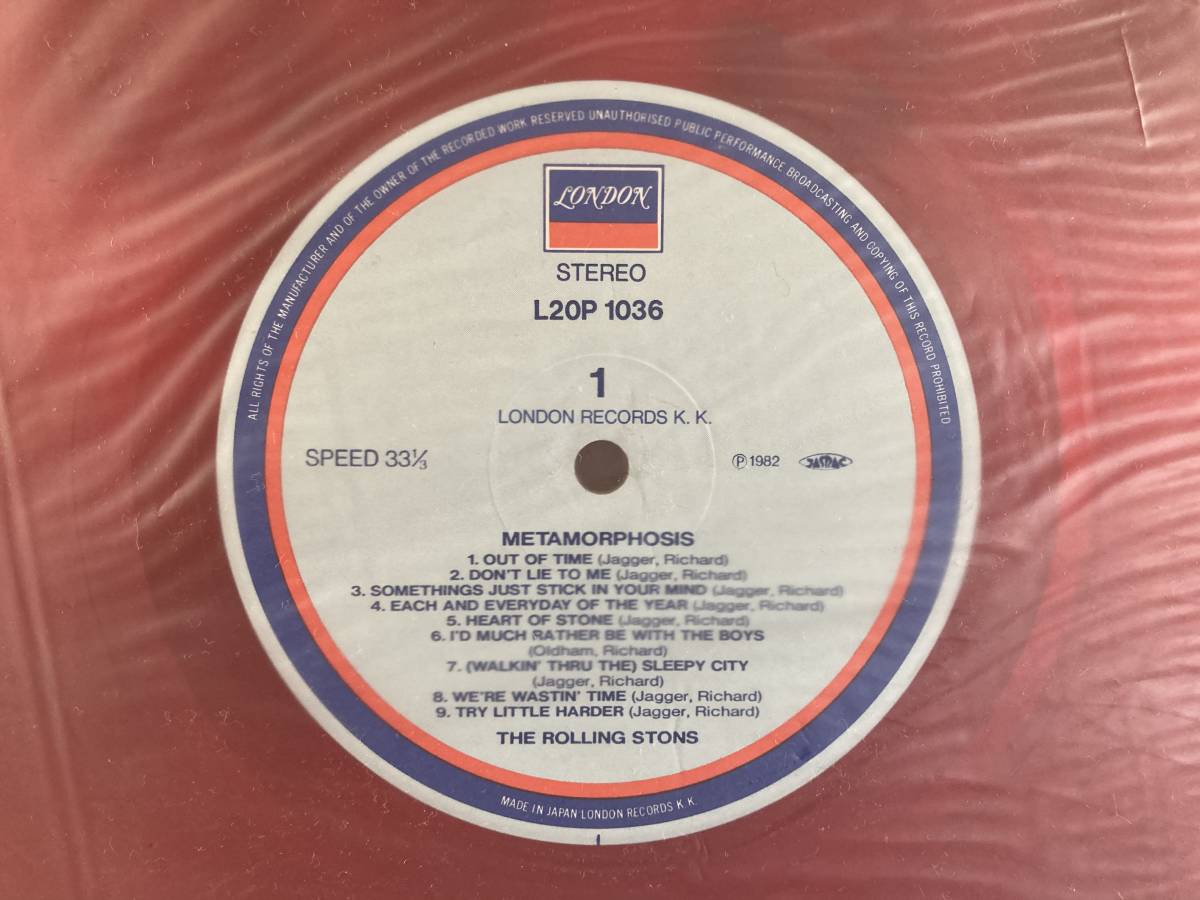 ALL RIGHTS OF THE MANUFACTURER AND OF THE OWNER OF THE RECORDED WORK RESERVED UNAUTHORISED PUBLIC PERFORMANCE BROADCASTING AND COPYING OF THIS RECORD PROHIBITED
LONDON
STEREO
L20P 1036
1
LONDON RECORDS K. K.
SPEED 33⅓
Ⓟ1982 JASRAC
METAMORPHOSIS
1. OUT OF TIME (Jagger, Richard)
2. DON'T LIE TO ME (Jagger, Richard)
3. SOMETHINGS JUST STICK IN YOUR MIND (Jagger, Richard)
4. EACH AND EVERYDAY OF THE YEAR (Jagger, Richard)
5. HEART OF STONE (Jagger, Richard)
6. I'D MUCH RATHER BE WITH THE BOYS
(Oldham, Richard)
7. (WALKIN' THRU THE) SLEEPY CITY
(Jagger, Richard)
8. WE'RE WASTIN' TIME (Jagger, Richard)
9. TRY LITTLE HARDER (Jagger, Richard)
THE ROLLING STONS
MADE IN JAPAN LONDON RECORDS K. K.
1